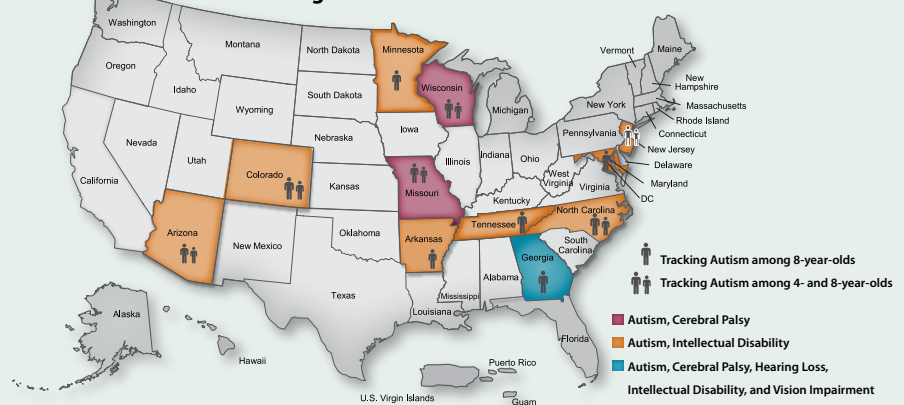 Washington
Oregon
California
Nevada
Idaho
Montana
Wyoming
Utah
Arizona
Colorado
New Mexico
North Dakota
South Dakota
Nebraska
Kansas
Oklahoma
Texas
Minnesota
Iowa
Missouri
Arkansas
Louisiana
Wisconsin
Illinois
Michigan
Indiana
Ohio
Kentucky
Tennessee
Mississippi
Alabama
Georgia
Florida
South
Carolina
North Carolina
Virginia
West
Virginia
Pennsylvania
New York
Vermont
Maine
New
Hampshire
Massachusetts
Rhode Island
Connecticut
New Jersey
Delaware
Maryland
DC
Alaska
Hawaii
Puerto Rico
U.S. Virgin Islands
Guam
Tracking Autism among 8-year-olds
Tracking Autism among 4- and 8-year-olds
Autism, Cerebral Palsy
Autism, Intellectual Disability
Autism, Cerebral Palsy, Hearing Loss,
Intellectual Disability, and Vision Impairment